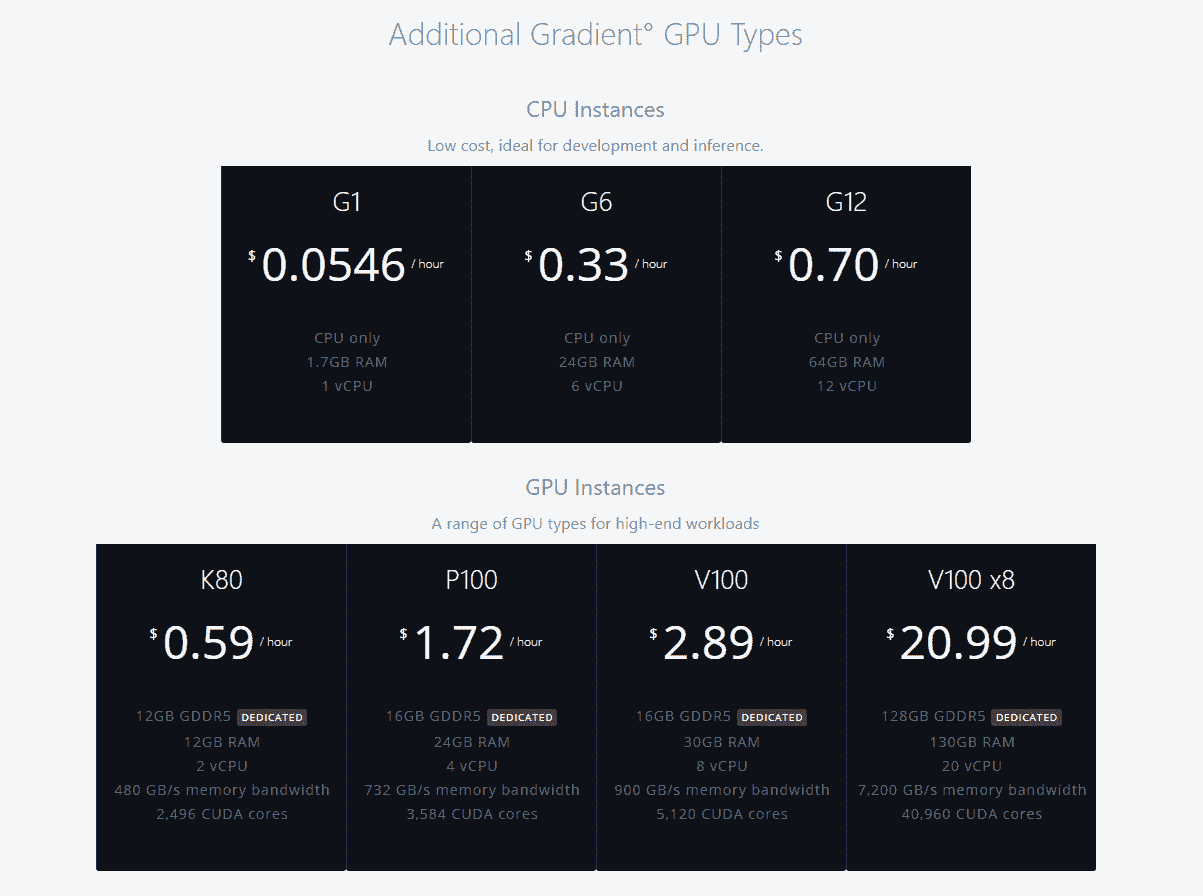 Additional Gradient° GPU Types
CPU Instances
Low cost, ideal for development and inference.
G1
$0.0546 / hour
CPU only
1.7GB RAM
1 vCPU
G6
$0.33 / hour
CPU only
24GB RAM
6 vCPU
G12
$0.70 / hour
CPU only
64GB RAM
12 vCPU
GPU Instances
A range of GPU types for high-end workloads
K80
$0.59 / hour
12GB GDDR5 DEDICATED
12GB RAM
2 vCPU
480 GB/s memory bandwidth
2,496 CUDA cores
P100
$1.72 / hour
16GB GDDR5 DEDICATED
24GB RAM
4 vCPU
732 GB/s memory bandwidth
3,584 CUDA cores
V100
$2.89 / hour
16GB GDDR5 DEDICATED
30GB RAM
8 vCPU
900 GB/s memory bandwidth
5,120 CUDA cores
V100 x8
$20.99 / hour
128GB GDDR5 DEDICATED
130GB RAM
20 vCPU
7,200 GB/s memory bandwidth
40,960 CUDA cores